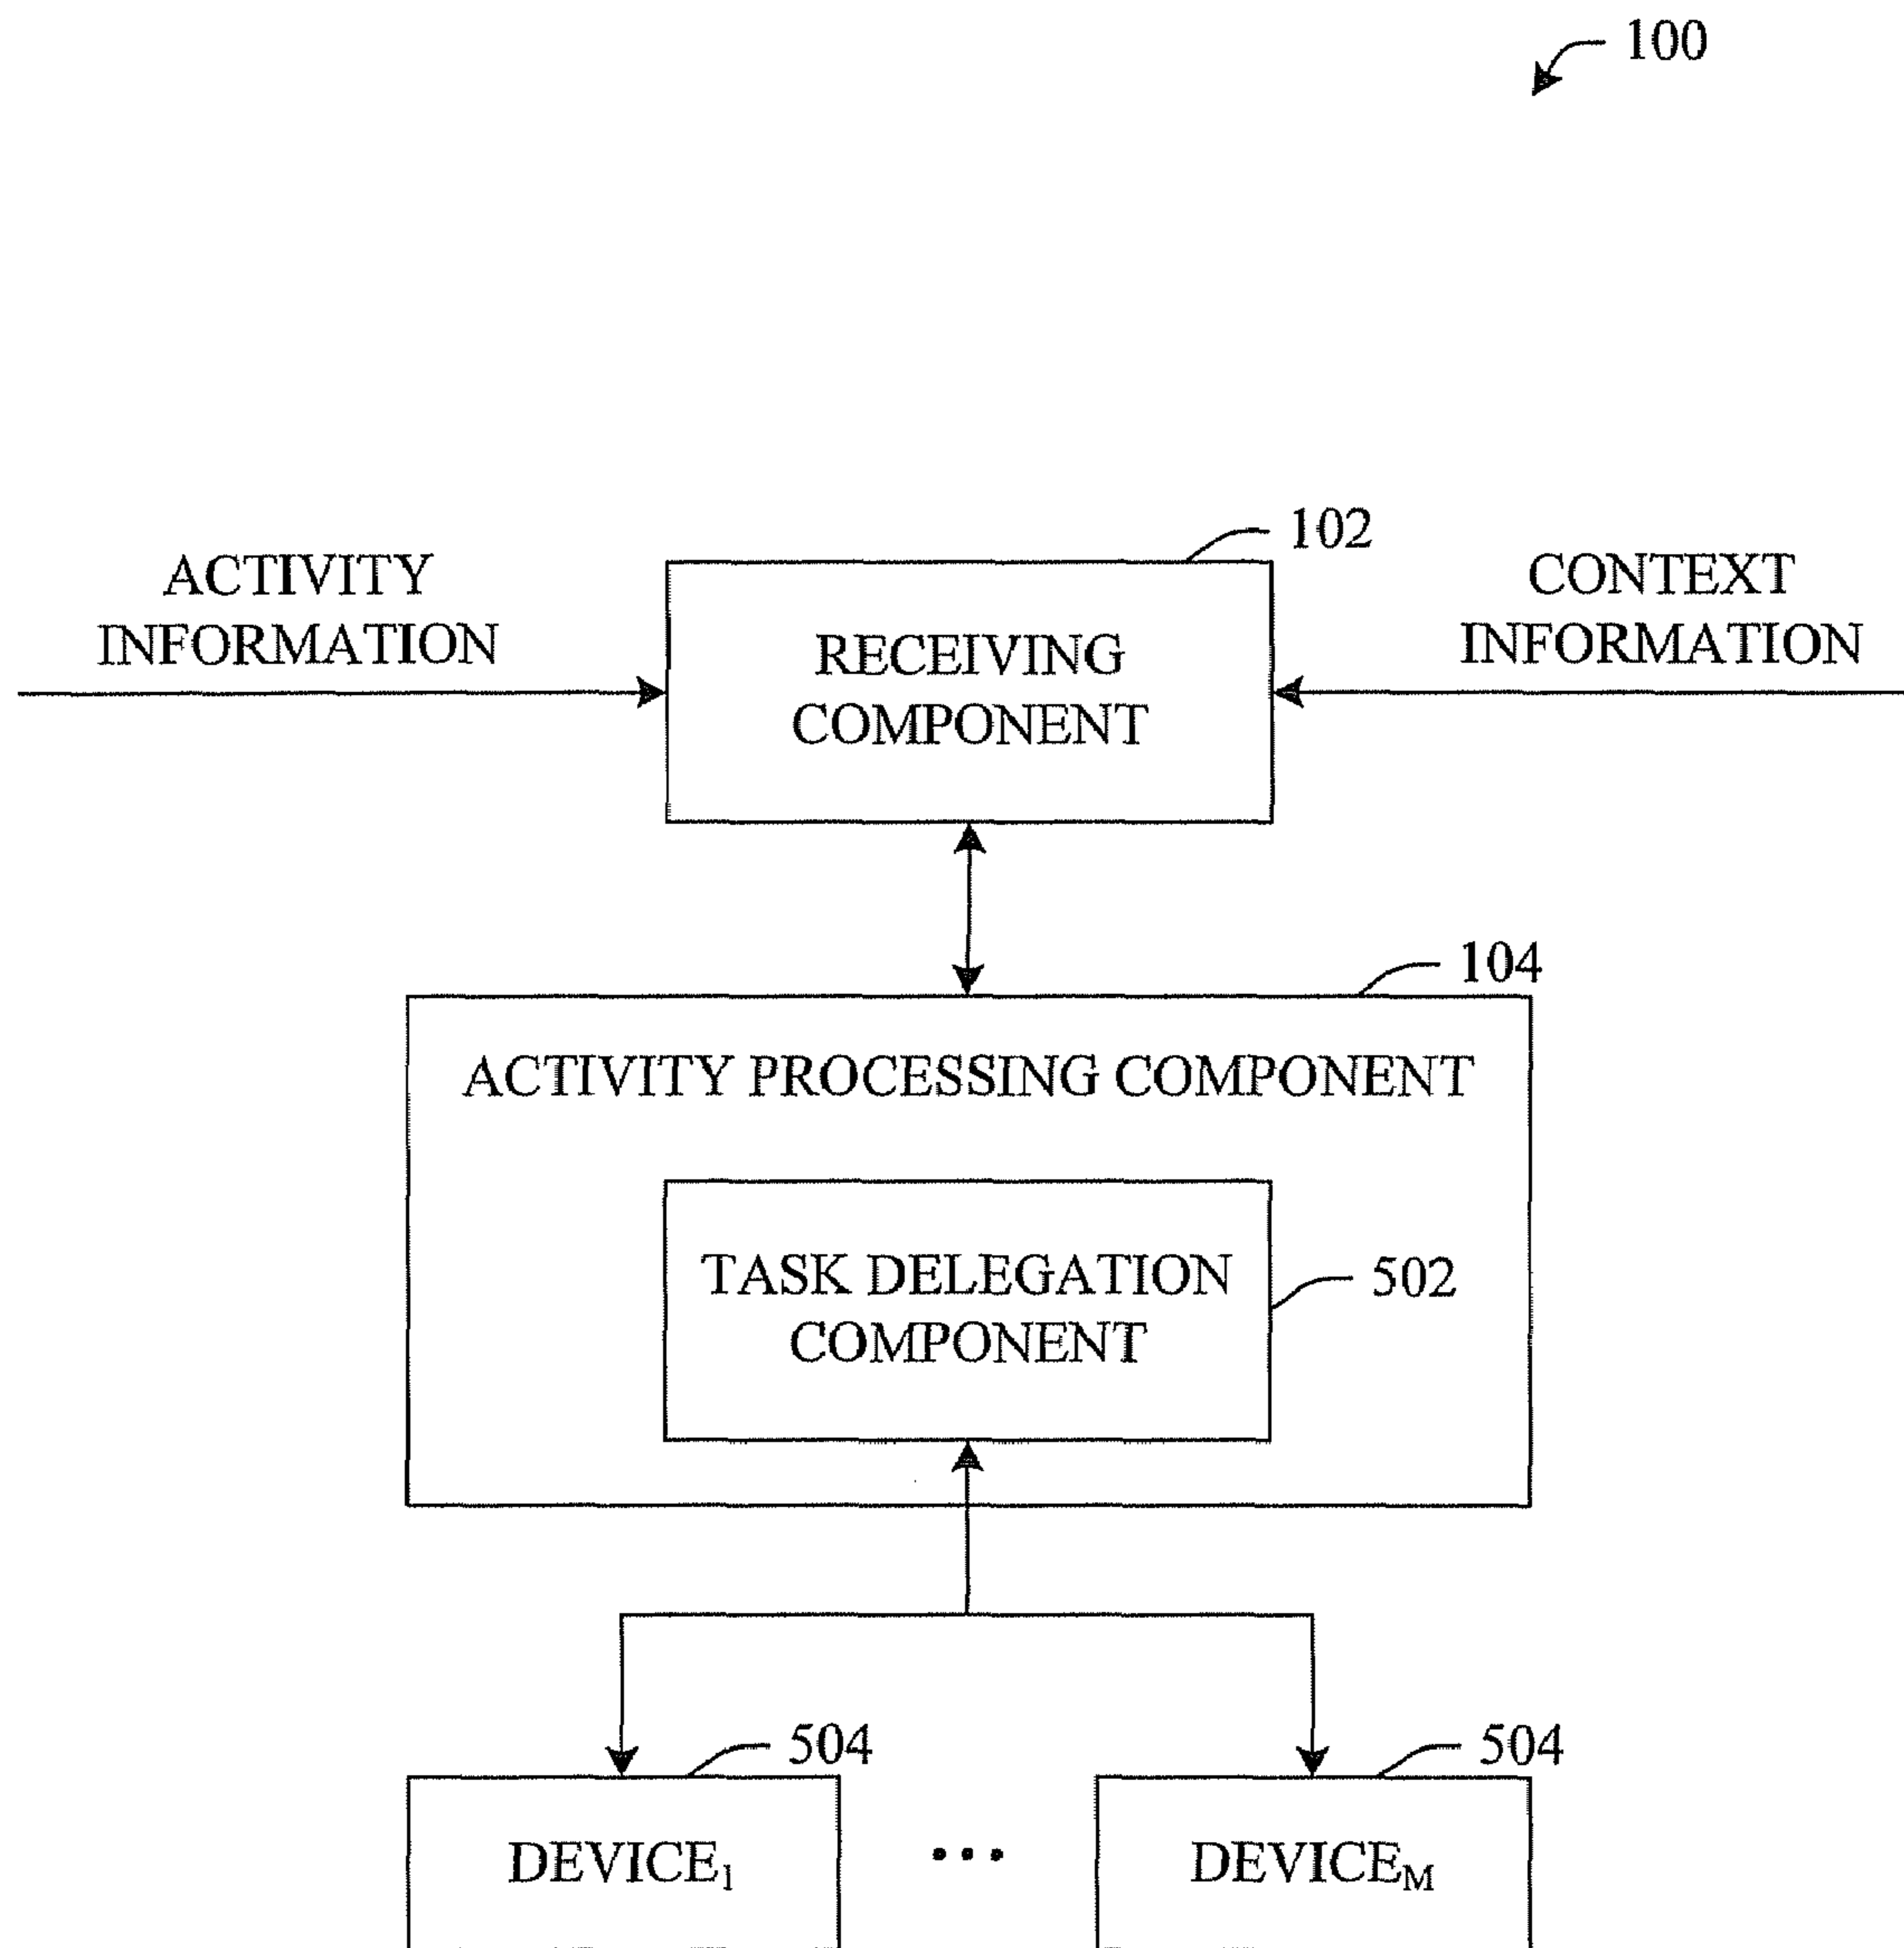 100
102
ACTIVITY
INFORMATION
CONTEXT
INFORMATION
RECEIVING
COMPONENT
104
ACTIVITY PROCESSING COMPONENT
TASK DELEGATION
COMPONENT
502
504
504
DEVICE₁
...
DEVICEM